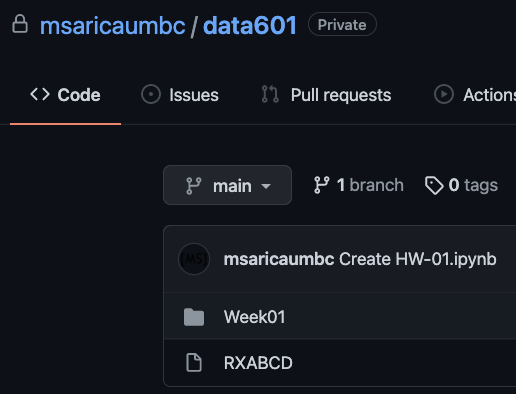 msaricaumbc / data601 Private
Code Issues Pull requests Actions
main 1 branch 0 tags
msaricaumbc Create HW-01.ipynb
Week01
RXABCD